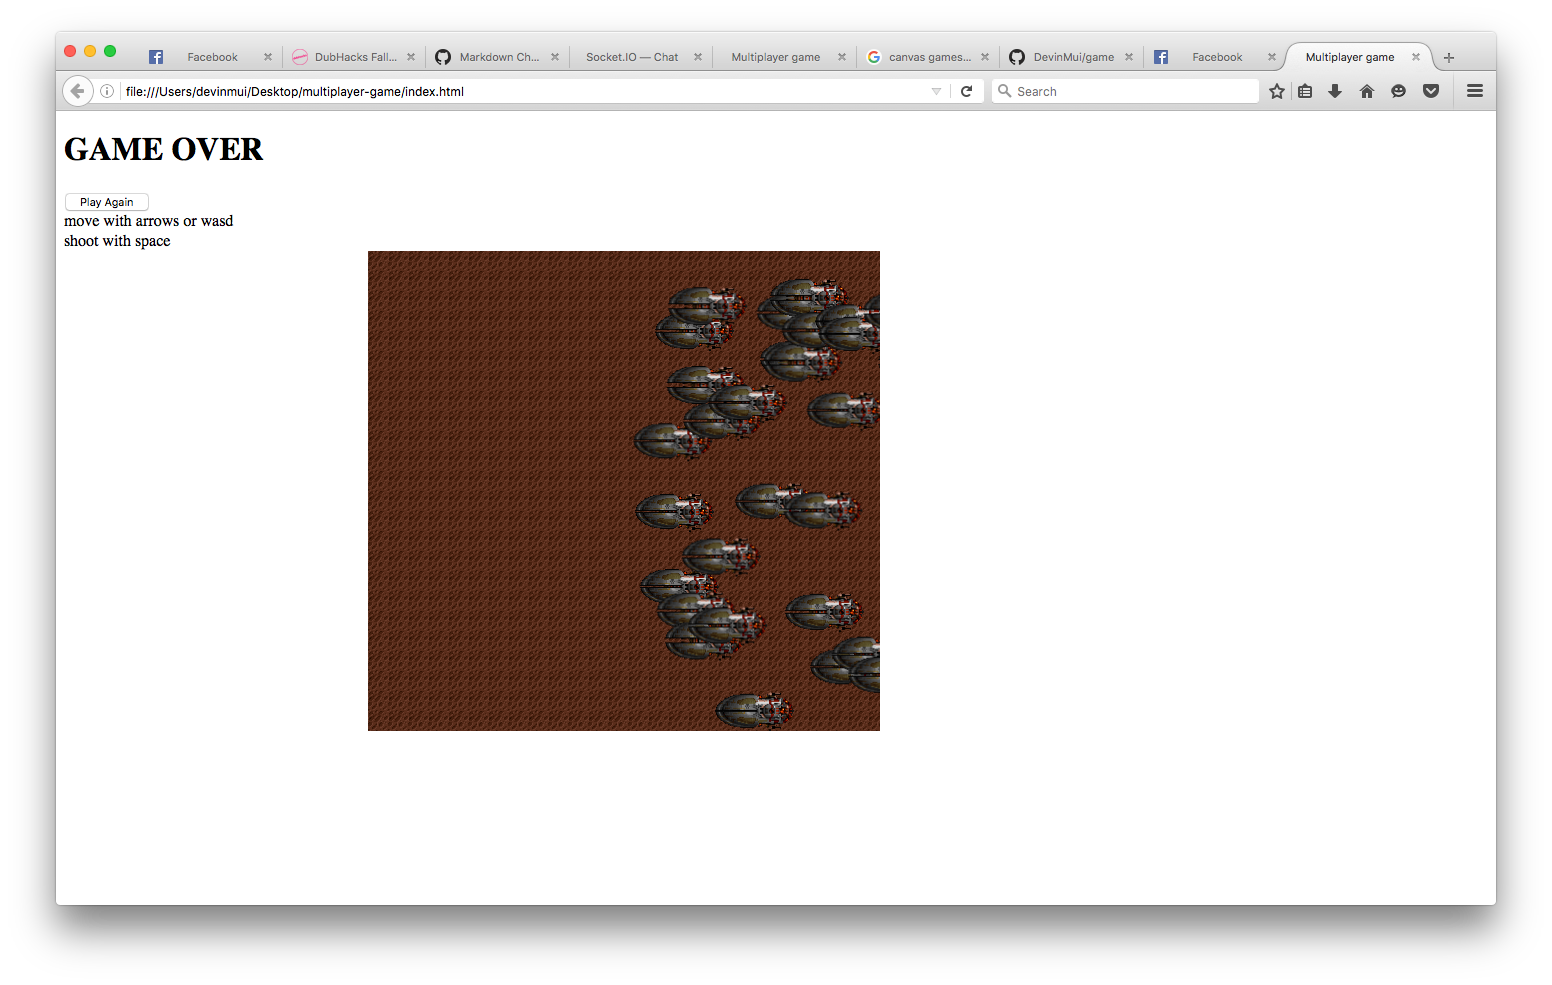 Facebook
DubHacks Fall...
Markdown Ch...
Socket.IO — Chat
Multiplayer game
canvas games...
DevinMui/game
Facebook
Multiplayer game
file:///Users/devinmui/Desktop/multiplayer-game/index.html
Search
GAME OVER
Play Again
move with arrows or wasd
shoot with space